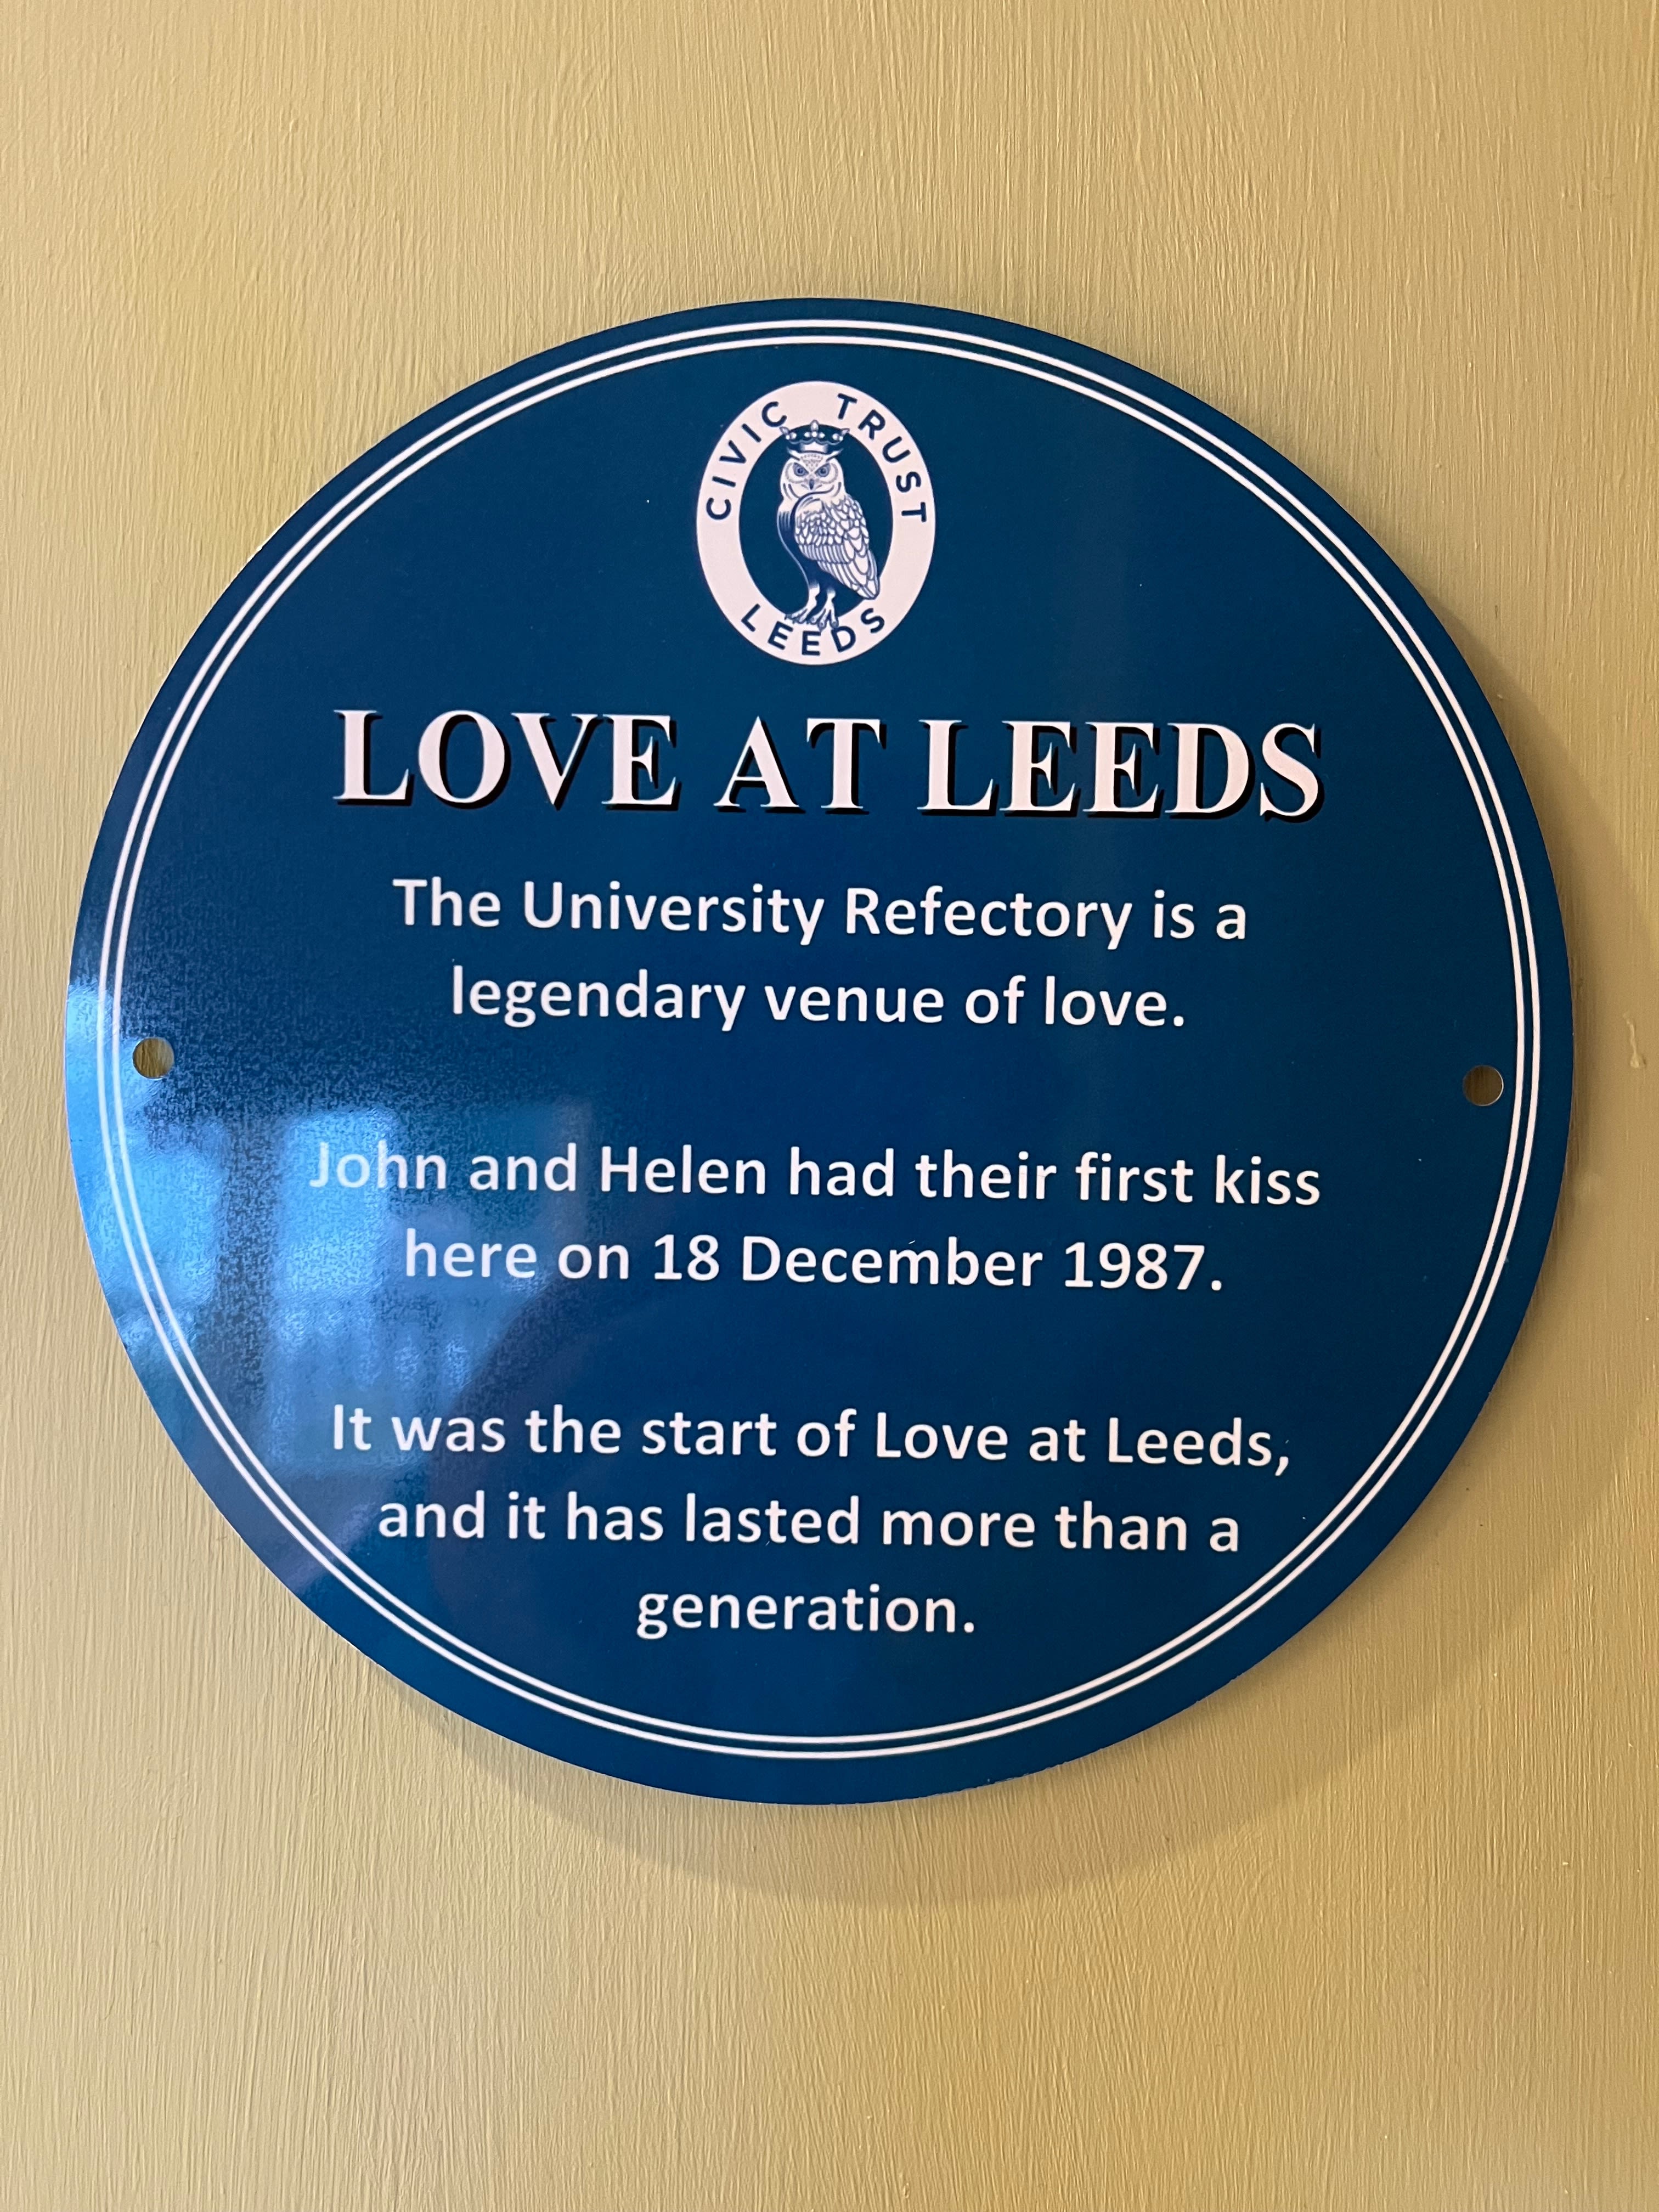 CIVIC TRUST
LEEDS
LOVE AT LEEDS
The University Refectory is a
legendary venue of love.
John and Helen had their first kiss
here on 18 December 1987.
It was the start of Love at Leeds,
and it has lasted more than a
generation.